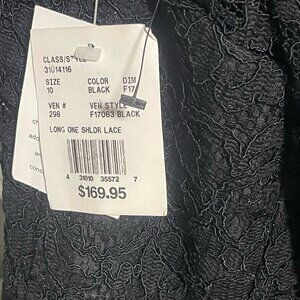 CLASS/STYLE
31014116
SIZE COLOR DIM
10 BLACK F17
VEN # VEN STYLE
298 F17063 BLACK
LONG ONE SHLDR LACE
4 31010 35572 7
$169.95